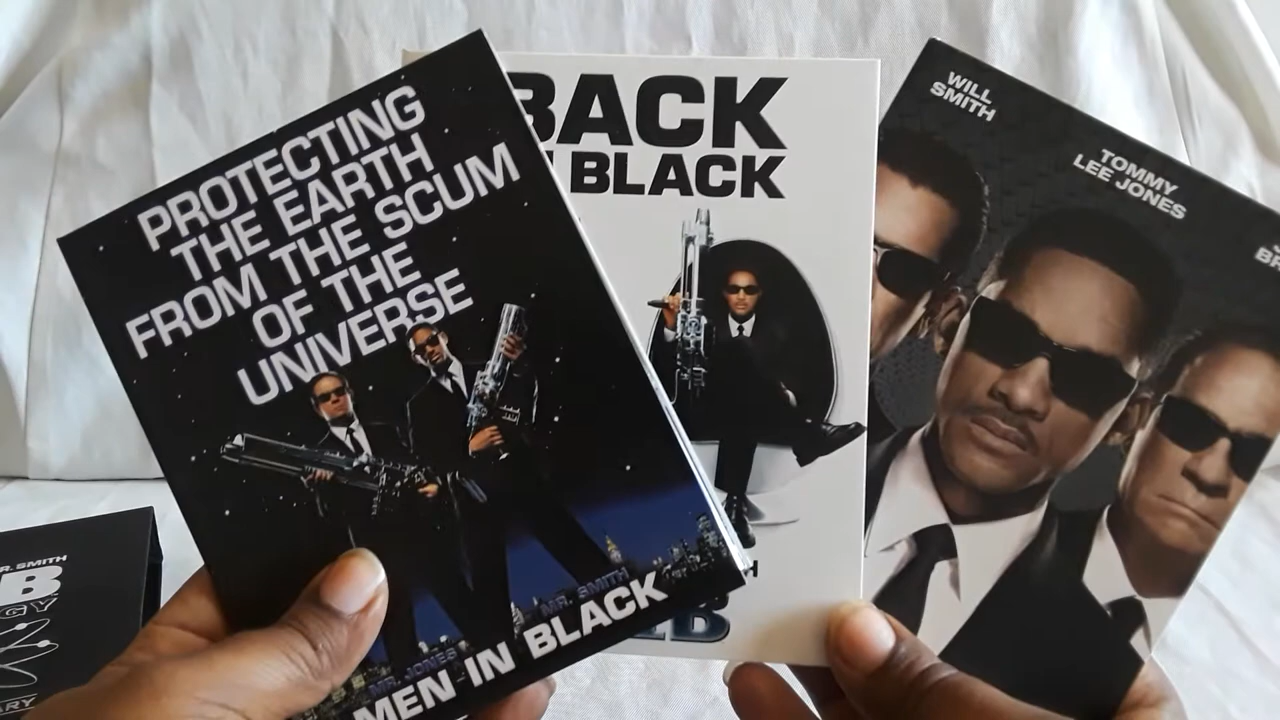 PROTECTING
THE EARTH
FROM THE SCUM
OF THE
UNIVERSE
MR. JONES
MR. SMITH
MEN IN BLACK
BACK
BLACK
WILL
SMITH
TOMMY
LEE JONES
R. SMITH